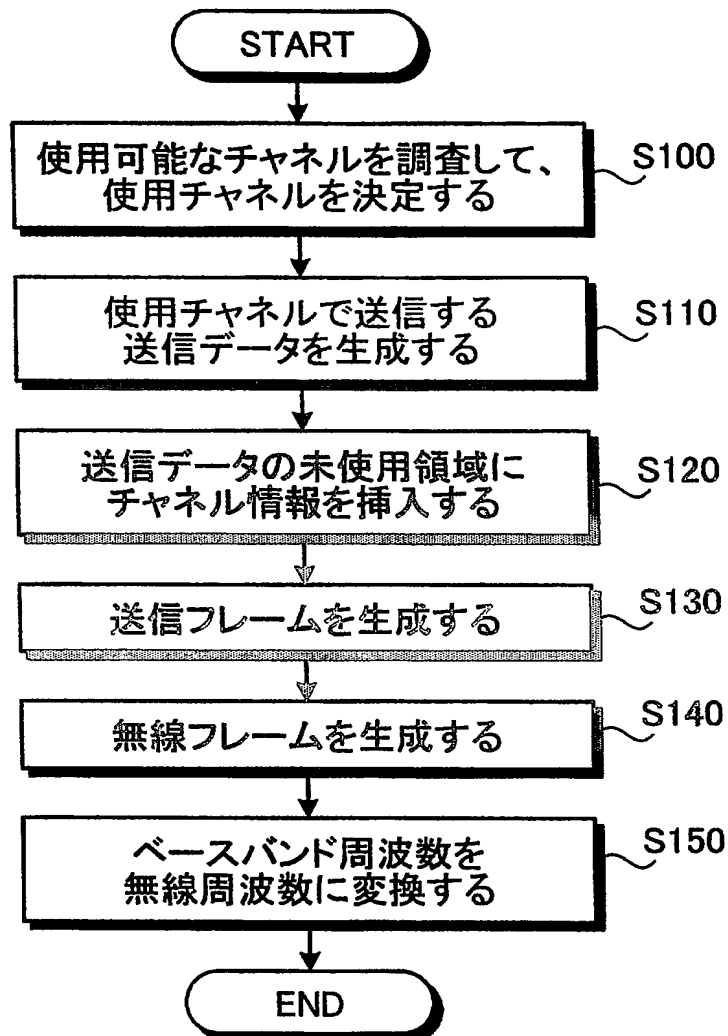 START
使用可能なチャネルを調査して、
使用チャネルを決定する
S100
使用チャネルで送信する
送信データを生成する
S110
送信データの未使用領域に
チャネル情報を挿入する
S120
送信フレームを生成する
S130
無線フレームを生成する
S140
ベースバンド周波数を
無線周波数に変換する
S150
END